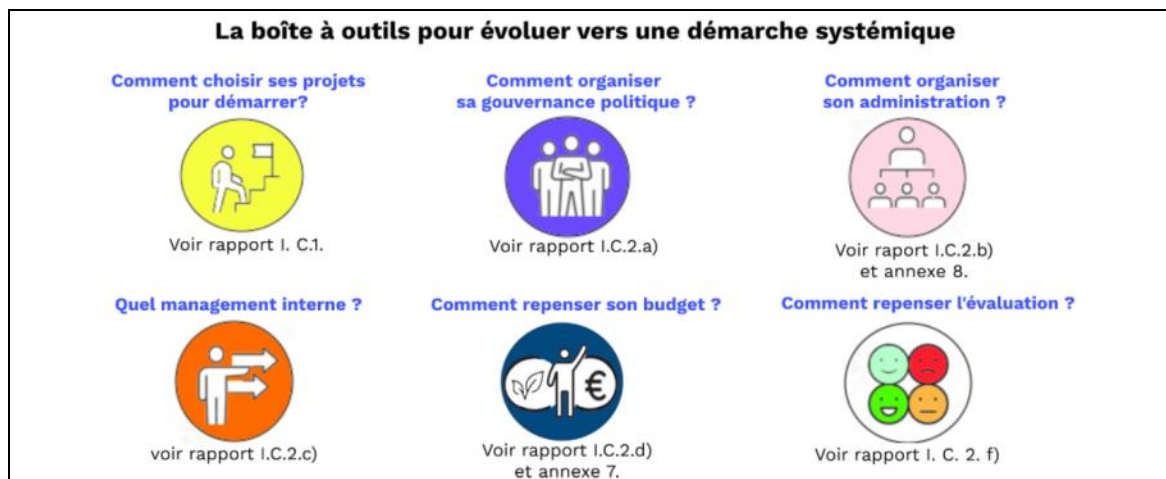 La boîte à outils pour évoluer vers une démarche systémique
Comment choisir ses projets
pour démarrer?
Voir rapport I. C.1.
Comment organiser
sa gouvernance politique ?
Voir rapport I.C.2.a)
Comment organiser
son administration ?
Voir raport I.C.2.b)
et annexe 8.
Quel management interne ?
voir rapport I.C.2.c)
Comment repenser son budget ?
€
Voir rapport I.C.2.d)
et annexe 7.
Comment repenser l'évaluation ?
Voir rapport I. C. 2. f)